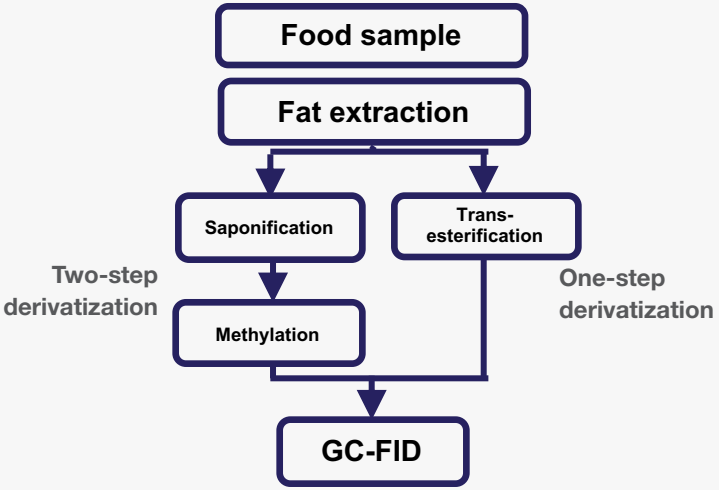 Food sample
Fat extraction
Saponification
Trans-
esterification
Two-step
derivatization
One-step
derivatization
Methylation
GC-FID